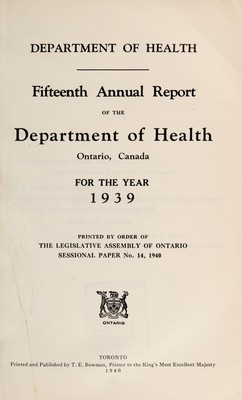 DEPARTMENT OF HEALTH
Fifteenth Annual Report
OF THE
Department of Health
Ontario, Canada
FOR THE YEAR
1939
PRINTED BY ORDER OF
THE LEGISLATIVE ASSEMBLY OF ONTARIO
SESSIONAL PAPER No. 14, 1940
ONTARIO
TORONTO
Printed and Published by T. E. Bowman, Printer to the King's Most Excellent Majesty
1940